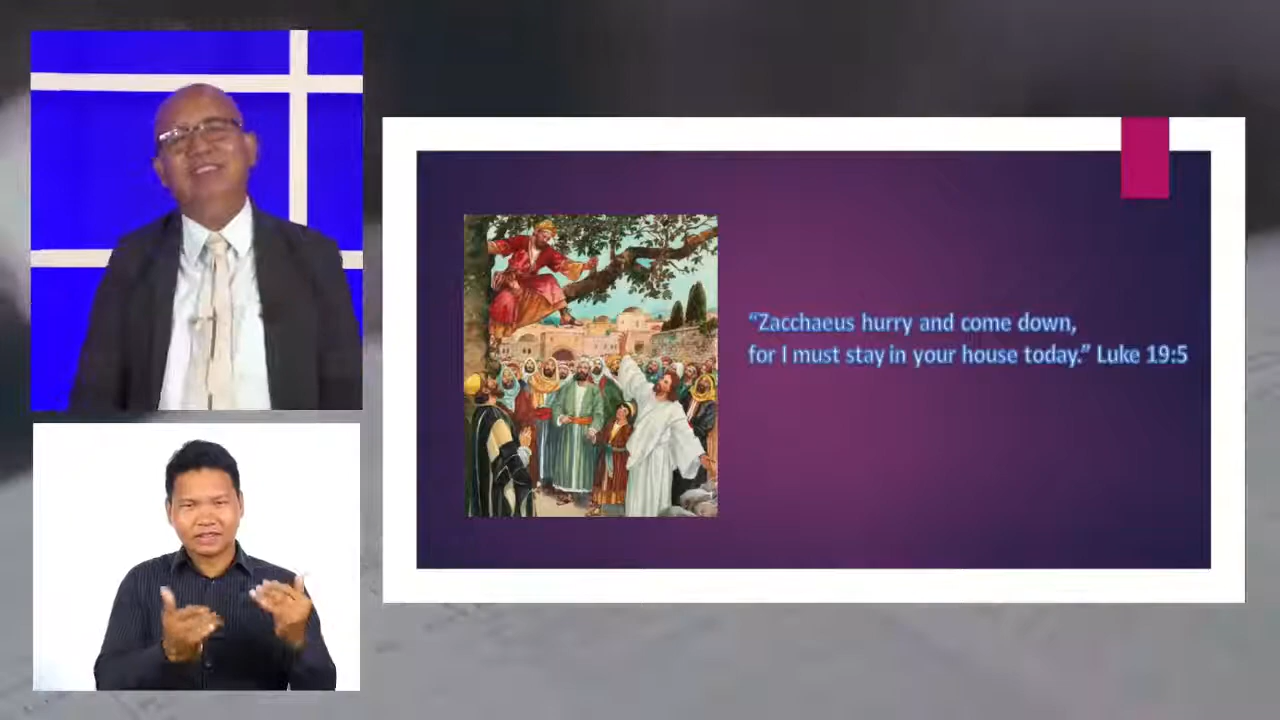 “Zacchaeus hurry and come down,
for I must stay in your house today.” Luke 19:5